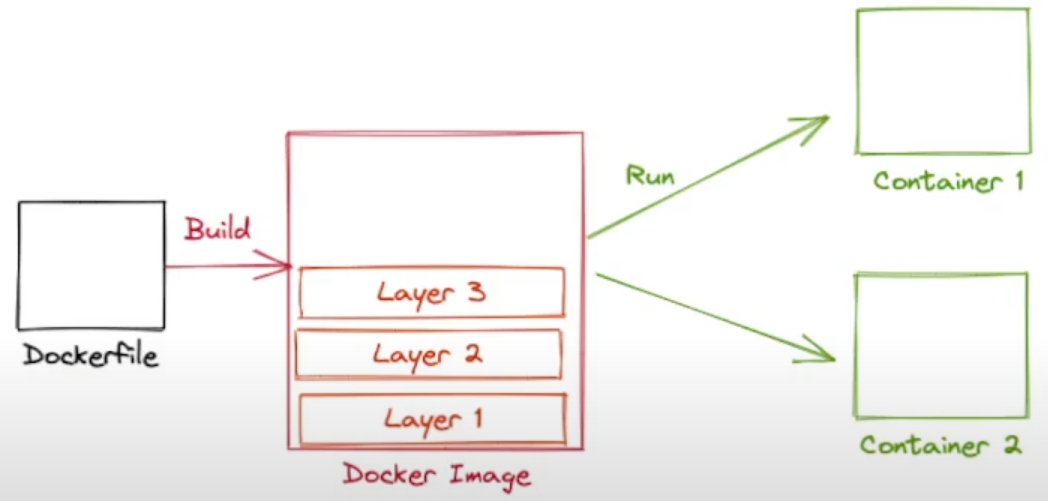 Dockerfile
Build
Layer 3
Layer 2
Layer 1
Docker Image
Run
Container 1
Container 2